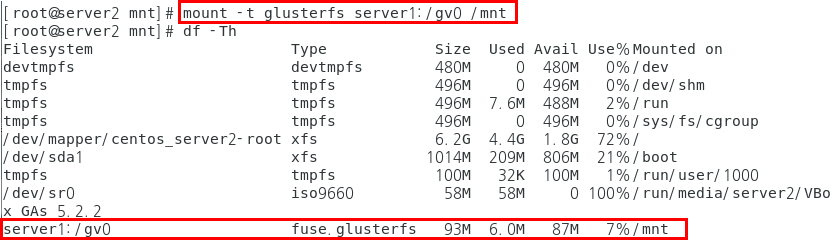 [ root@server2 mnt] # mount -t glusterfs server1:/gv0 /mnt
[ root@server2 mnt] # df -Th
Filesystem Type Size Used Avail Use% Mounted on
devtmpfs devtmpfs 480M 0 480M 0% /dev
tmpfs tmpfs 496M 0 496M 0% /dev/shm
tmpfs tmpfs 496M 7.6M 488M 2% /run
tmpfs tmpfs 496M 0 496M 0% /sys/fs/cgroup
/dev/mapper/centos_server2-root xfs 6.2G 4.4G 1.8G 72% /
/dev/sda1 xfs 1014M 209M 806M 21% /boot
tmpfs tmpfs 100M 32K 100M 1% /run/user/1000
/dev/sr0 iso9660 58M 58M 0 100% /run/media/server2/VBo
x GAs 5.2.2
server1:/gv0 fuse.glusterfs 93M 6.0M 87M 7% /mnt